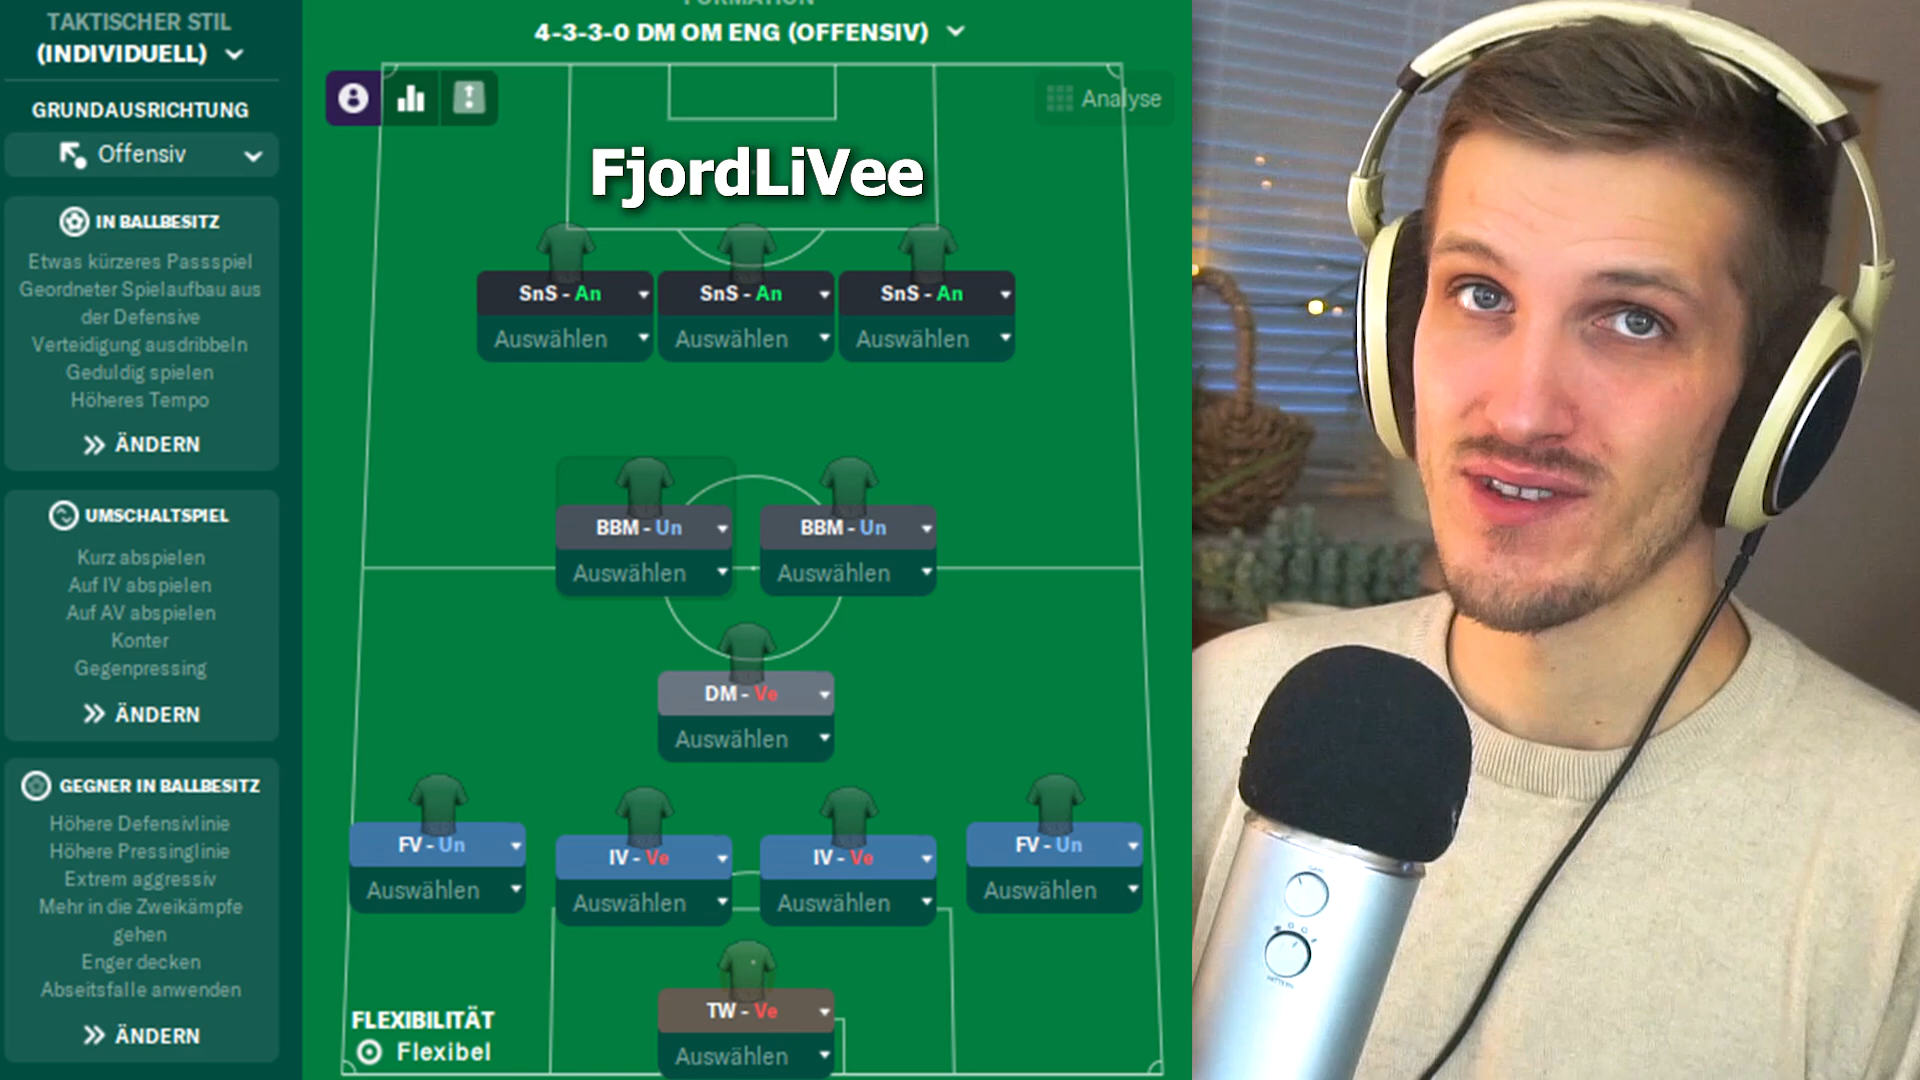 TAKTISCHER STIL
(INDIVIDUELL)
GRUNDAUSRICHTUNG
Offensiv
IN BALLBESITZ
Etwas kürzeres Passspiel
Geordneter Spielaufbau aus
der Defensive
Verteidigung ausdribbeln
Geduldig spielen
Höheres Tempo
ÄNDERN
UMSCHALTSPIEL
Kurz abspielen
Auf IV abspielen
Auf AV abspielen
Konter
Gegenpressing
ÄNDERN
GEGNER IN BALLBESITZ
Höhere Defensivlinie
Höhere Pressinglinie
Extrem aggressiv
Mehr in die Zweikämpfe
gehen
Enger decken
Abseitsfalle anwenden
ÄNDERN
FORMATION
4-3-3-0 DM OM ENG (OFFENSIV)
Analyse
FjordLiVee
SnS - An
SnS - An
SnS - An
Auswählen
Auswählen
Auswählen
BBM - Un
BBM - Un
Auswählen
Auswählen
DM - Ve
Auswählen
FV - Un
IV - Ve
IV - Ve
FV - Un
Auswählen
Auswählen
Auswählen
Auswählen
TW - Ve
Auswählen
FLEXIBILITÄT
Flexibel
GAIN
PATTERN